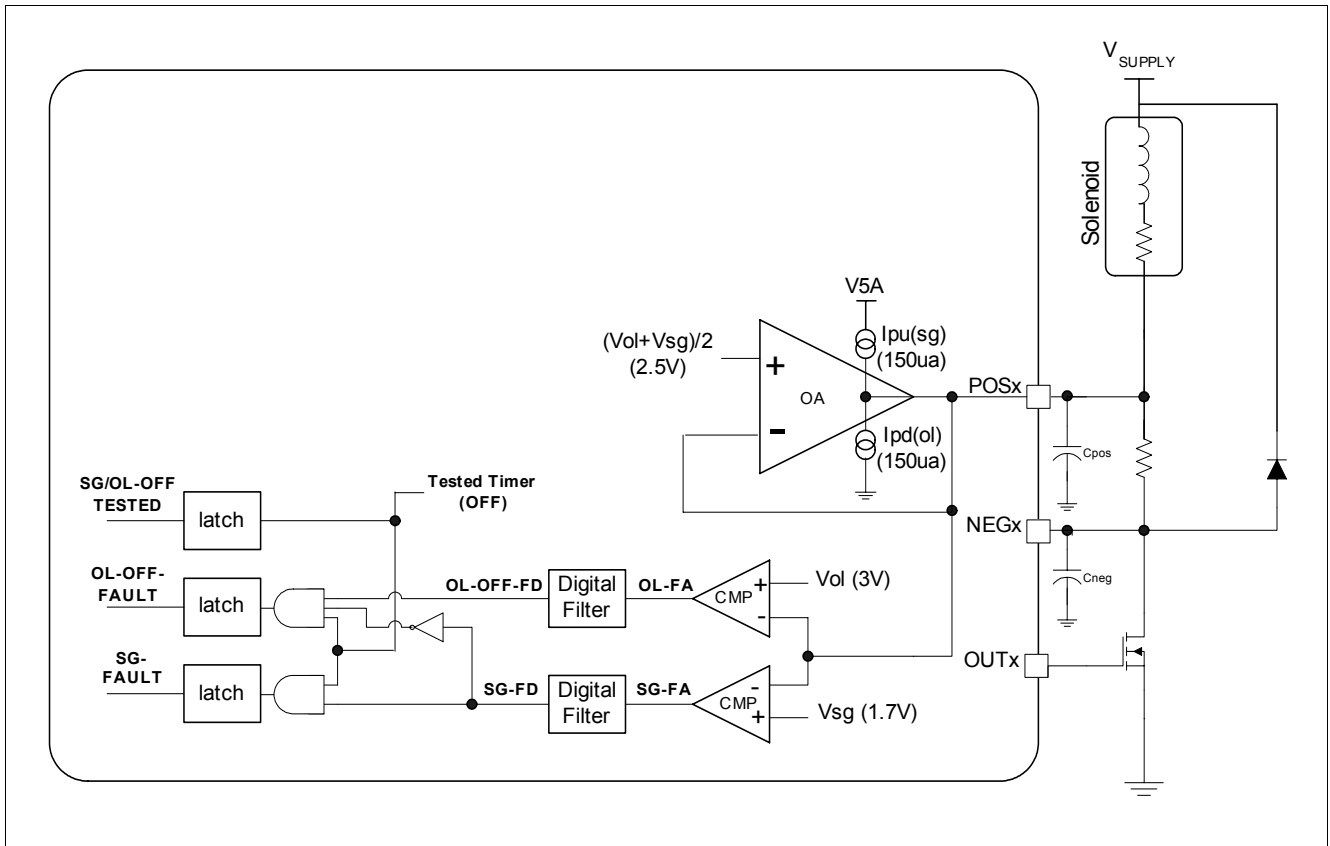 V
SUPPLY
Solenoid
V5A
Ipu(sg)
(150ua)
(Vol+Vsg)/2
(2.5V)
+
OA
-
POSx
Ipd(ol)
(150ua)
Cpos
SG/OL-OFF
TESTED
latch
Tested Timer
(OFF)
NEGx
OL-OFF-
FAULT
latch
OL-OFF-FD
Digital
Filter
OL-FA
CMP
+
-
Vol (3V)
Cneg
OUTx
SG-
FAULT
latch
SG-FD
Digital
Filter
SG-FA
CMP
-
+
Vsg (1.7V)